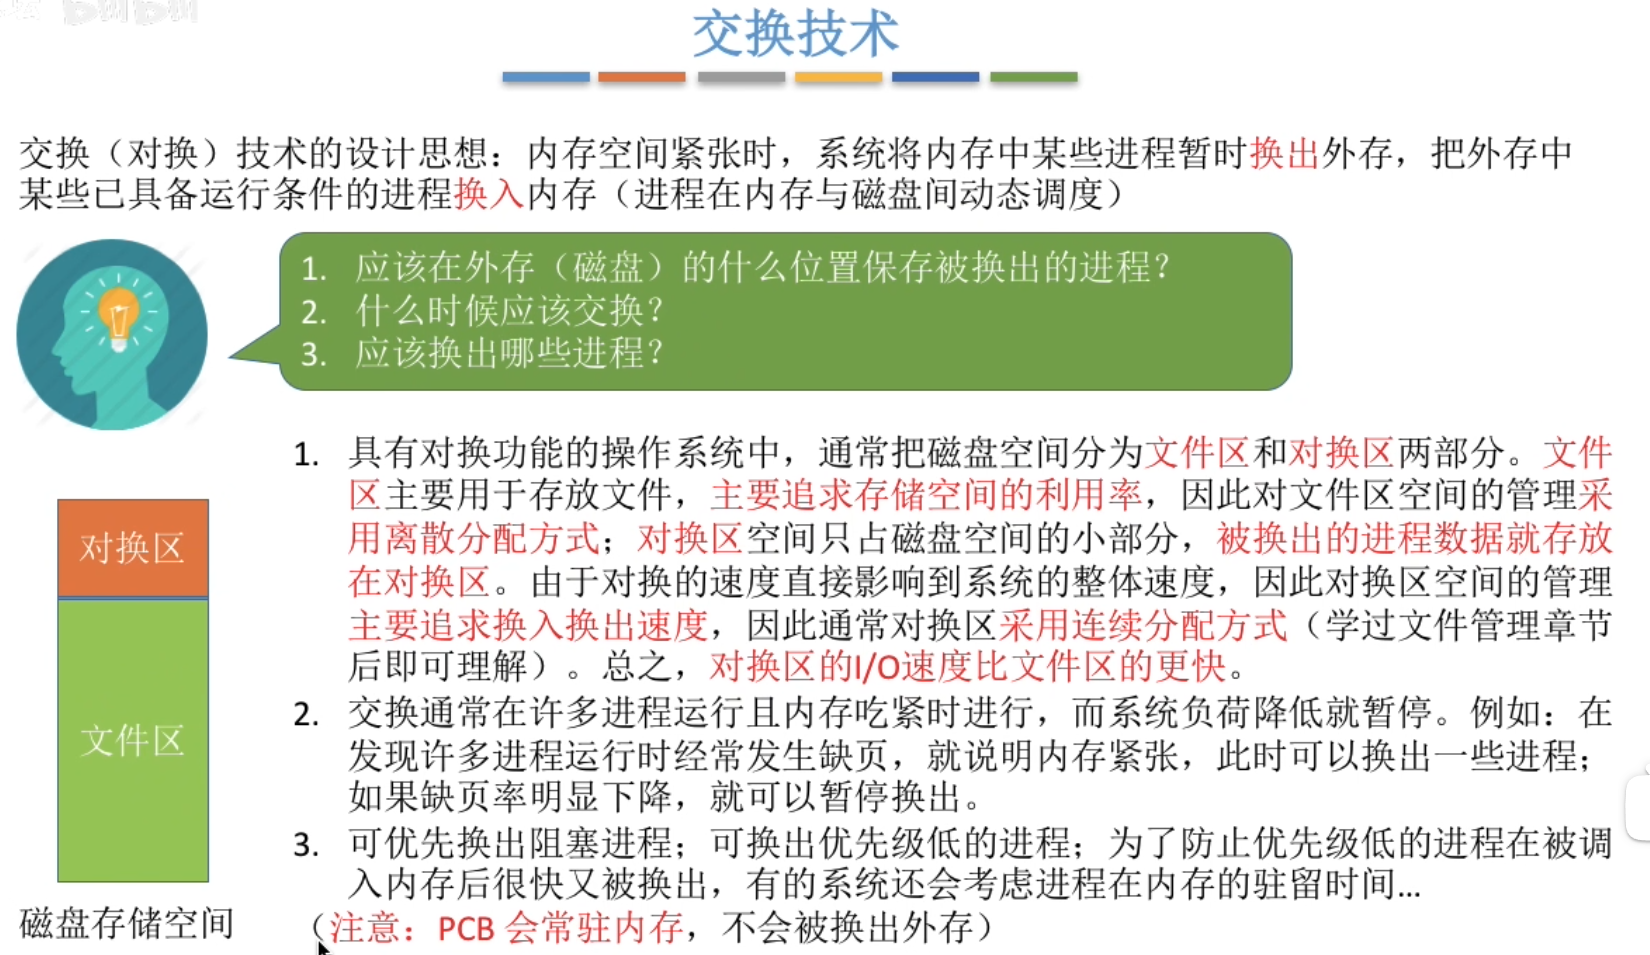 交换技术
交换（对换）技术的设计思想：内存空间紧张时，系统将内存中某些进程暂时换出外存，把外存中
某些已具备运行条件的进程换入内存（进程在内存与磁盘间动态调度）
1. 应该在外存（磁盘）的什么位置保存被换出的进程？
2. 什么时候应该交换？
3. 应该换出哪些进程？
1. 具有对换功能的操作系统中，通常把磁盘空间分为文件区和对换区两部分。文件
区主要用于存放文件，主要追求存储空间的利用率，因此对文件区空间的管理采
用离散分配方式；对换区空间只占磁盘空间的小部分，被换出的进程数据就存放
在对换区。由于对换的速度直接影响到系统的整体速度，因此对换区空间的管理
主要追求换入换出速度，因此通常对换区采用连续分配方式（学过文件管理章节
后即可理解）。总之，对换区的I/O速度比文件区的更快。
2. 交换通常在许多进程运行且内存吃紧时进行，而系统负荷降低就暂停。例如：在
发现许多进程运行时经常发生缺页，就说明内存紧张，此时可以换出一些进程；
如果缺页率明显下降，就可以暂停换出。
3. 可优先换出阻塞进程；可换出优先级低的进程；为了防止优先级低的进程在被调
入内存后很快又被换出，有的系统还会考虑进程在内存的驻留时间…
（注意：PCB 会常驻内存，不会被换出外存）
对换区
文件区
磁盘存储空间